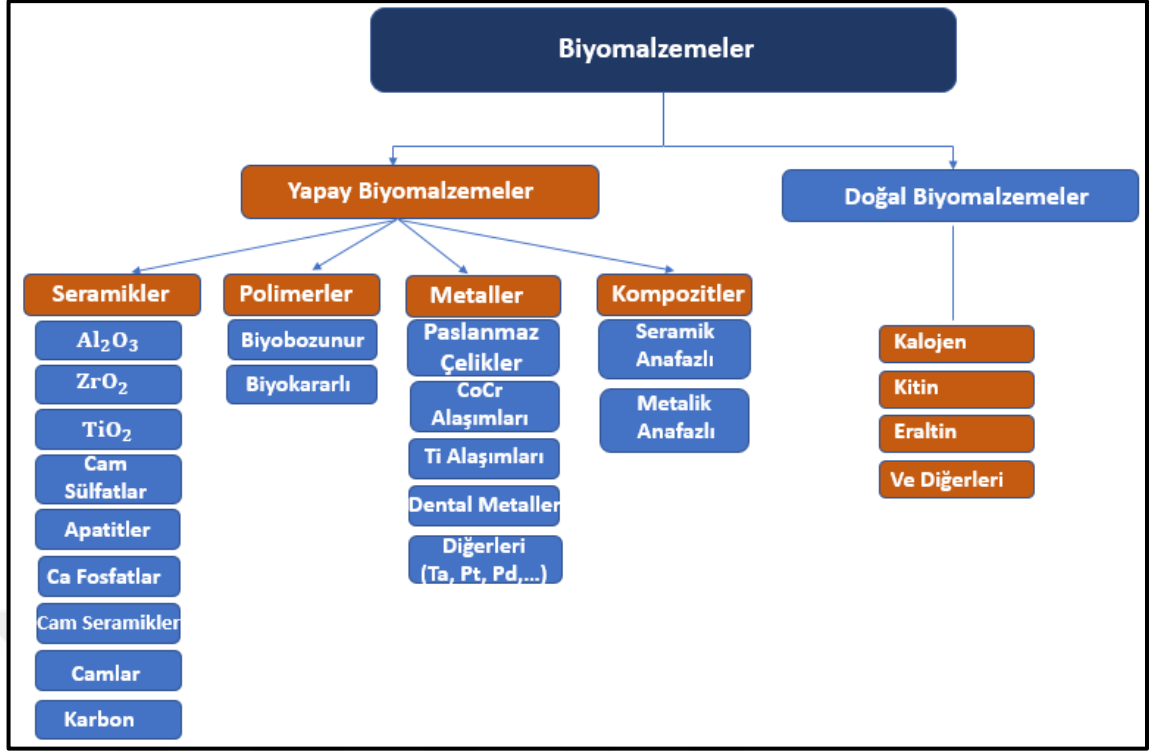 Biyomalzemeler
Yapay Biyomalzemeler
Doğal Biyomalzemeler
Seramikler
Al₂O₃
ZrO₂
TiO₂
Cam
Sülfatlar
Apatitler
Ca Fosfatlar
Cam Seramikler
Camlar
Karbon
Polimerler
Biyobozunur
Biyokararlı
Metaller
Paslanmaz
Çelikler
CoCr
Alaşımları
Ti Alaşımları
Dental Metaller
Diğerleri
(Ta, Pt, Pd,...)
Kompozitler
Seramik
Anafazlı
Metalik
Anafazlı
Kalojen
Kitin
Eraltin
Ve Diğerleri